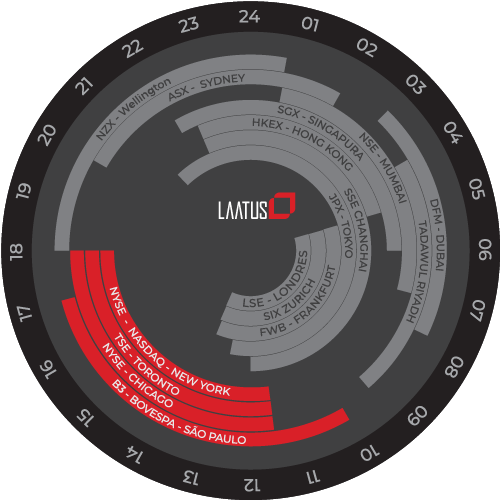 24
01
02
03
04
05
06
07
08
09
10
11
12
13
14
15
16
17
18
19
20
21
22
23
NZX - Wellington
ASX - SYDNEY
SGX - SINGAPURA
HKEX - HONG KONG
NSE - MUMBAI
DFM - DUBAI
TADAWUL RIYADH
SSE CHANGHAI
JPX - TOKYO
LAATUS
LSE - LONDRES
SIX ZURICH
FWB - FRANKFURT
NYSE - NASDAQ - NEW YORK
TSE - TORONTO
NYSE - CHICAGO
B3 - BOVESPA - SÃO PAULO